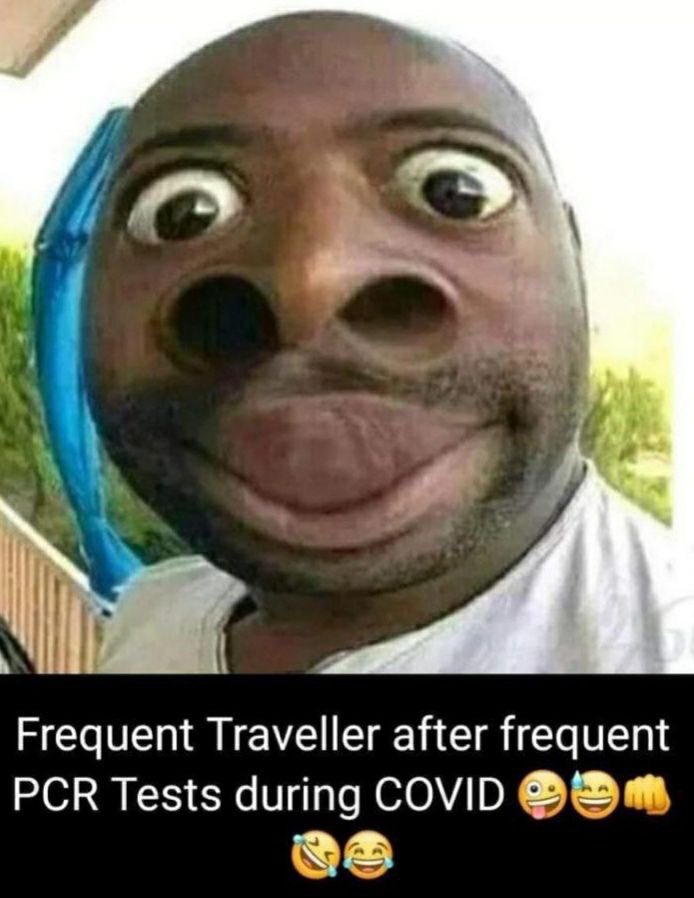 Frequent Traveller after frequent
PCR Tests during COVID 🤪😅👊
🤣😂